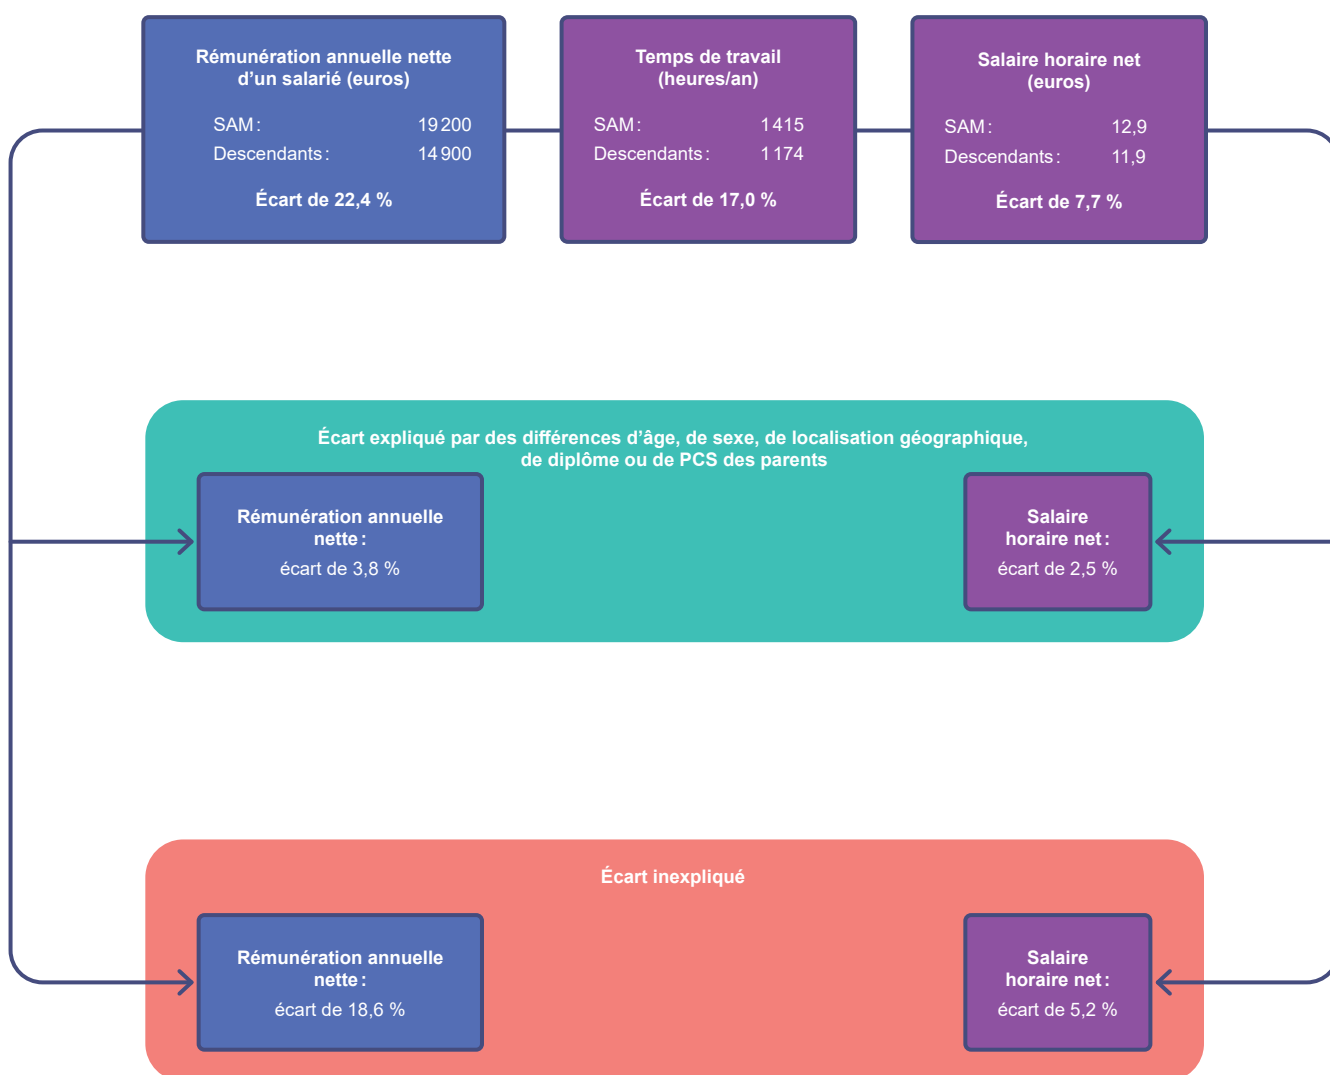 Rémunération annuelle nette
d'un salarié (euros)
SAM : 19 200
Descendants : 14 900
Écart de 22,4 %
Temps de travail
(heures/an)
SAM : 1 415
Descendants : 1 174
Écart de 17,0 %
Salaire horaire net
(euros)
SAM : 12,9
Descendants : 11,9
Écart de 7,7 %
Écart expliqué par des différences d'âge, de sexe, de localisation géographique,
de diplôme ou de PCS des parents
Rémunération annuelle
nette :
écart de 3,8 %
Salaire
horaire net :
écart de 2,5 %
Écart inexpliqué
Rémunération annuelle
nette :
écart de 18,6 %
Salaire
horaire net :
écart de 5,2 %